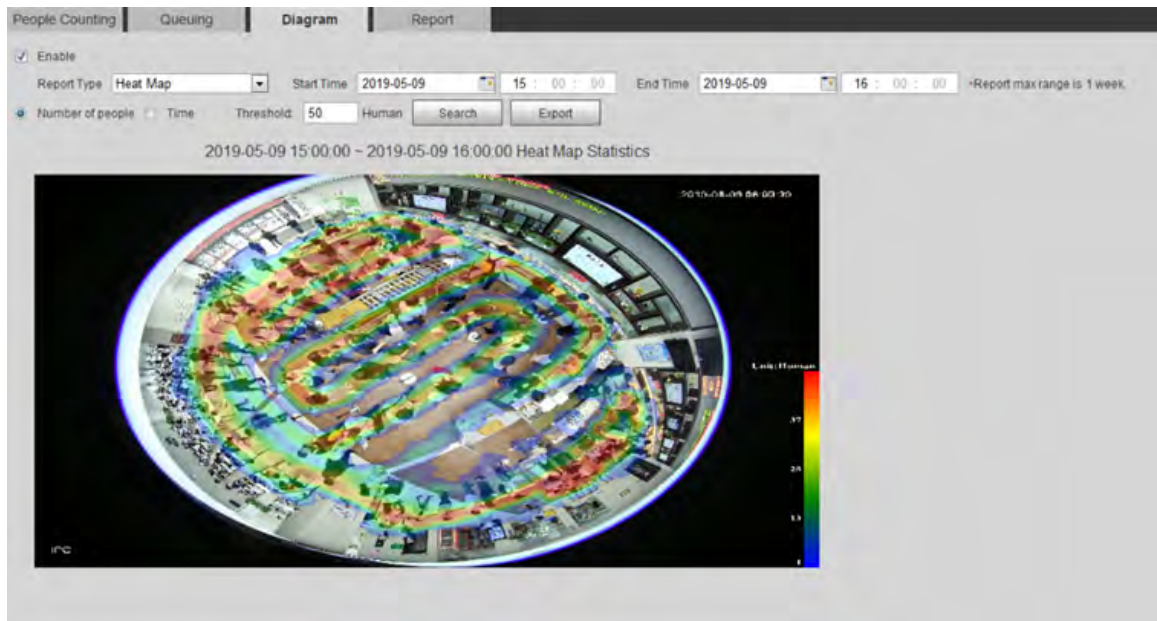 People Counting Queuing Diagram Report
Enable
Report Type Heat Map Start Time 2019-05-09 15 : 00 : 00 End Time 2019-05-09 16 : 00 : 00 *Report max range is 1 week.
Number of people Time Threshold: 50 Human Search Export
2019-05-09 15:00:00 ~ 2019-05-09 16:00:00 Heat Map Statistics
Unit:Human
37
13
IPC